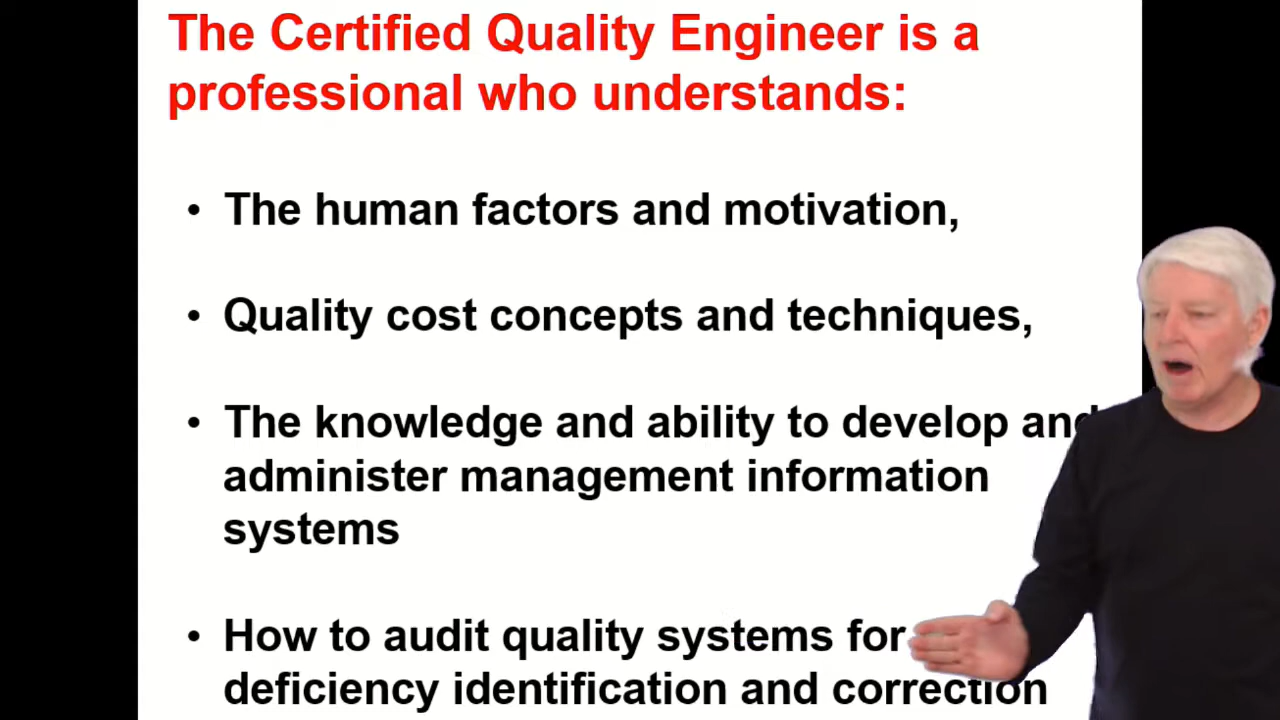 The Certified Quality Engineer is a
professional who understands:
• The human factors and motivation,
• Quality cost concepts and techniques,
• The knowledge and ability to develop and
administer management information
systems
• How to audit quality systems for
deficiency identification and correction